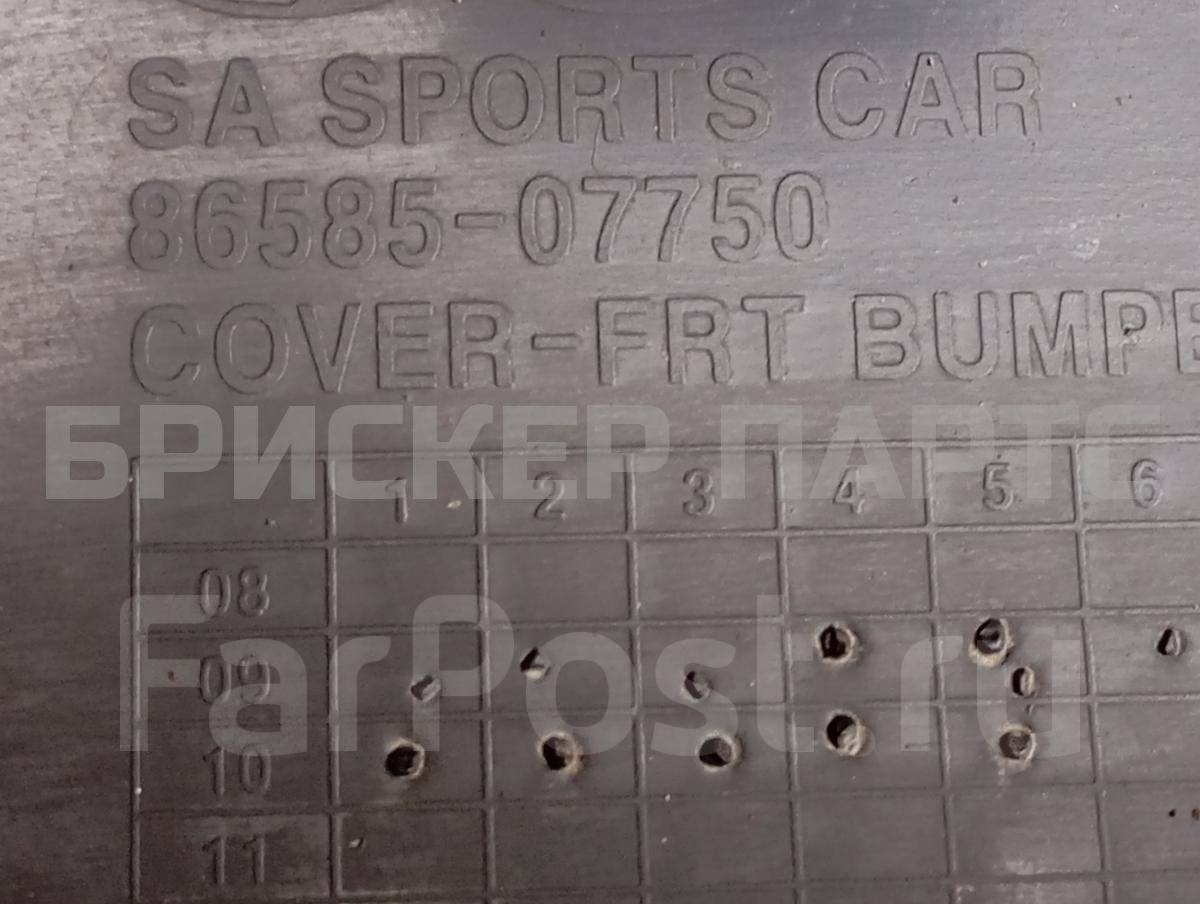 SA SPORTS CAR
86585-07750
COVER-FRT BUMPE
БРИСКЕР ПАРТС
1 2 3 4 5 6
08
FarPost.ru
09
10
11